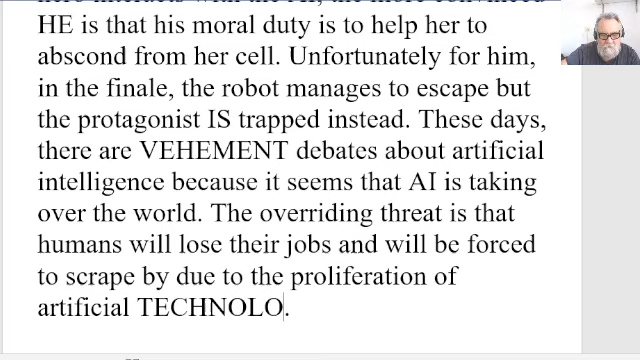 HE is that his moral duty is to help her to
abscond from her cell. Unfortunately for him,
in the finale, the robot manages to escape but
the protagonist IS trapped instead. These days,
there are VEHEMENT debates about artificial
intelligence because it seems that AI is taking
over the world. The overriding threat is that
humans will lose their jobs and will be forced
to scrape by due to the proliferation of
artificial TECHNOLO.